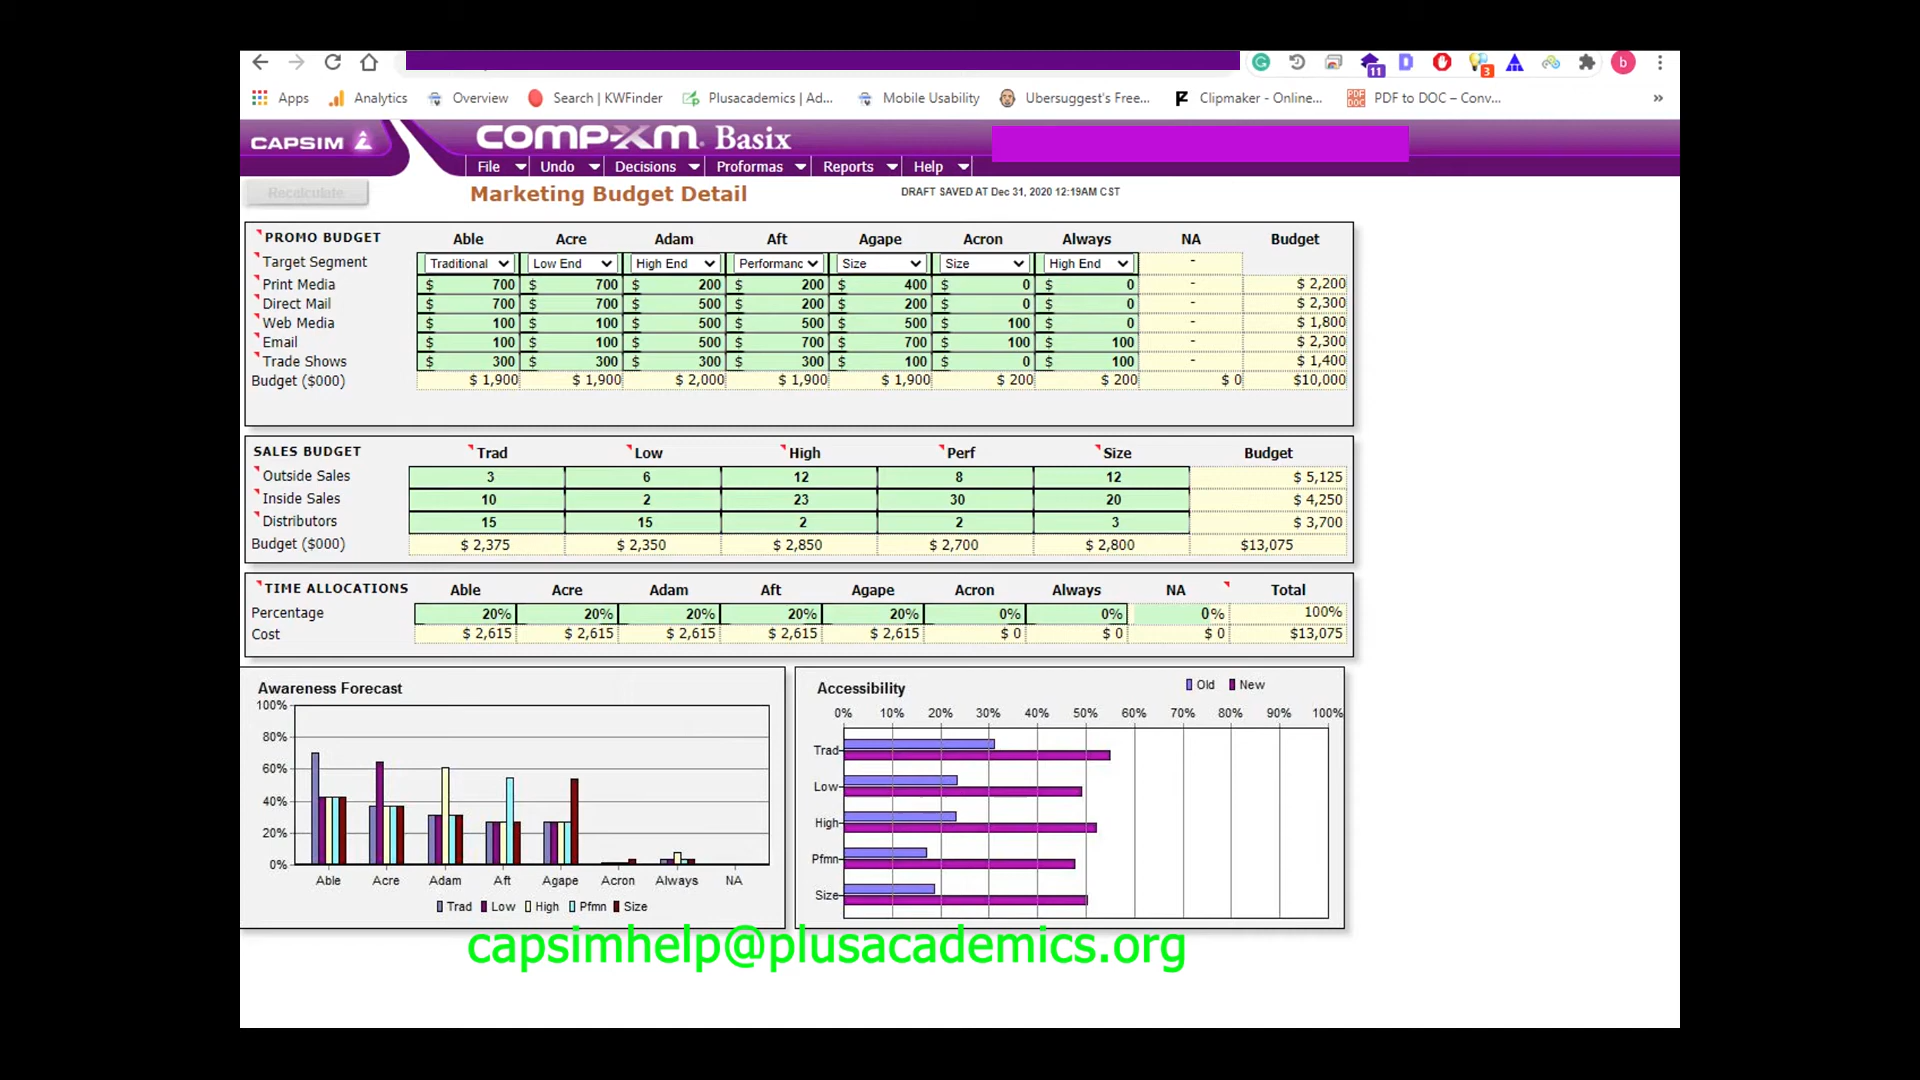 Apps Analytics Overview Search | KWFinder Plusacademics | Ad... Mobile Usability Ubersuggest's Free... Clipmaker - Online... PDF to DOC – Conv... »
CAPSIM COMP-XM Basix
File Undo Decisions Proformas Reports Help
Recalculate Marketing Budget Detail DRAFT SAVED AT Dec 31, 2020 12:19AM CST
PROMO BUDGET Able Acre Adam Aft Agape Acron Always NA Budget
Target Segment Traditional Low End High End Performanc Size Size High End -
Print Media $ 700 $ 700 $ 200 $ 200 $ 400 $ 0 $ 0 - $ 2,200
Direct Mail $ 700 $ 700 $ 500 $ 200 $ 200 $ 0 $ 0 - $ 2,300
Web Media $ 100 $ 100 $ 500 $ 500 $ 500 $ 100 $ 0 - $ 1,800
Email $ 100 $ 100 $ 500 $ 700 $ 700 $ 100 $ 100 - $ 2,300
Trade Shows $ 300 $ 300 $ 300 $ 300 $ 100 $ 0 $ 100 - $ 1,400
Budget ($000) $ 1,900 $ 1,900 $ 2,000 $ 1,900 $ 1,900 $ 200 $ 200 $ 0 $10,000
SALES BUDGET Trad Low High Perf Size Budget
Outside Sales 3 6 12 8 12 $ 5,125
Inside Sales 10 2 23 30 20 $ 4,250
Distributors 15 15 2 2 3 $ 3,700
Budget ($000) $ 2,375 $ 2,350 $ 2,850 $ 2,700 $ 2,800 $13,075
TIME ALLOCATIONS Able Acre Adam Aft Agape Acron Always NA Total
Percentage 20% 20% 20% 20% 20% 0% 0% 0% 100%
Cost $ 2,615 $ 2,615 $ 2,615 $ 2,615 $ 2,615 $ 0 $ 0 $ 0 $13,075
Awareness Forecast
100%
80%
60%
40%
20%
0%
Able Acre Adam Aft Agape Acron Always NA
Trad Low High Pfmn Size
Accessibility Old New
0% 10% 20% 30% 40% 50% 60% 70% 80% 90% 100%
Trad
Low
High
Pfmn
Size
capsimhelp@plusacademics.org
11
3
b